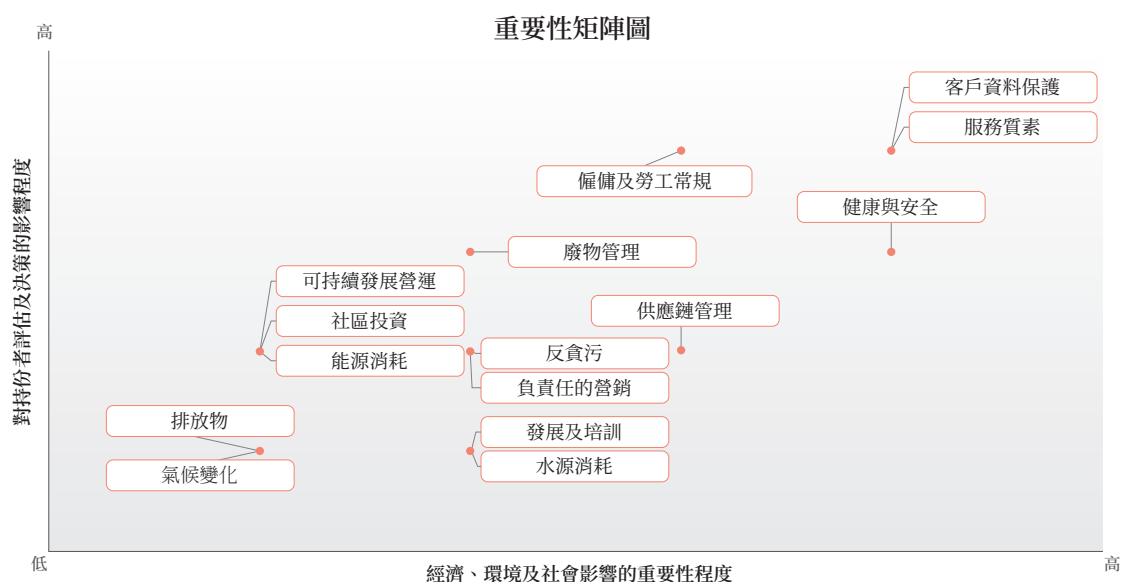 重要性矩陣圖
高
對持份者評估及決策的影響程度
客戶資料保護
服務質素
僱傭及勞工常規
健康與安全
廢物管理
可持續發展營運
社區投資
能源消耗
供應鏈管理
反貪污
負責任的營銷
排放物
氣候變化
發展及培訓
水源消耗
低
經濟、環境及社會影響的重要性程度
高